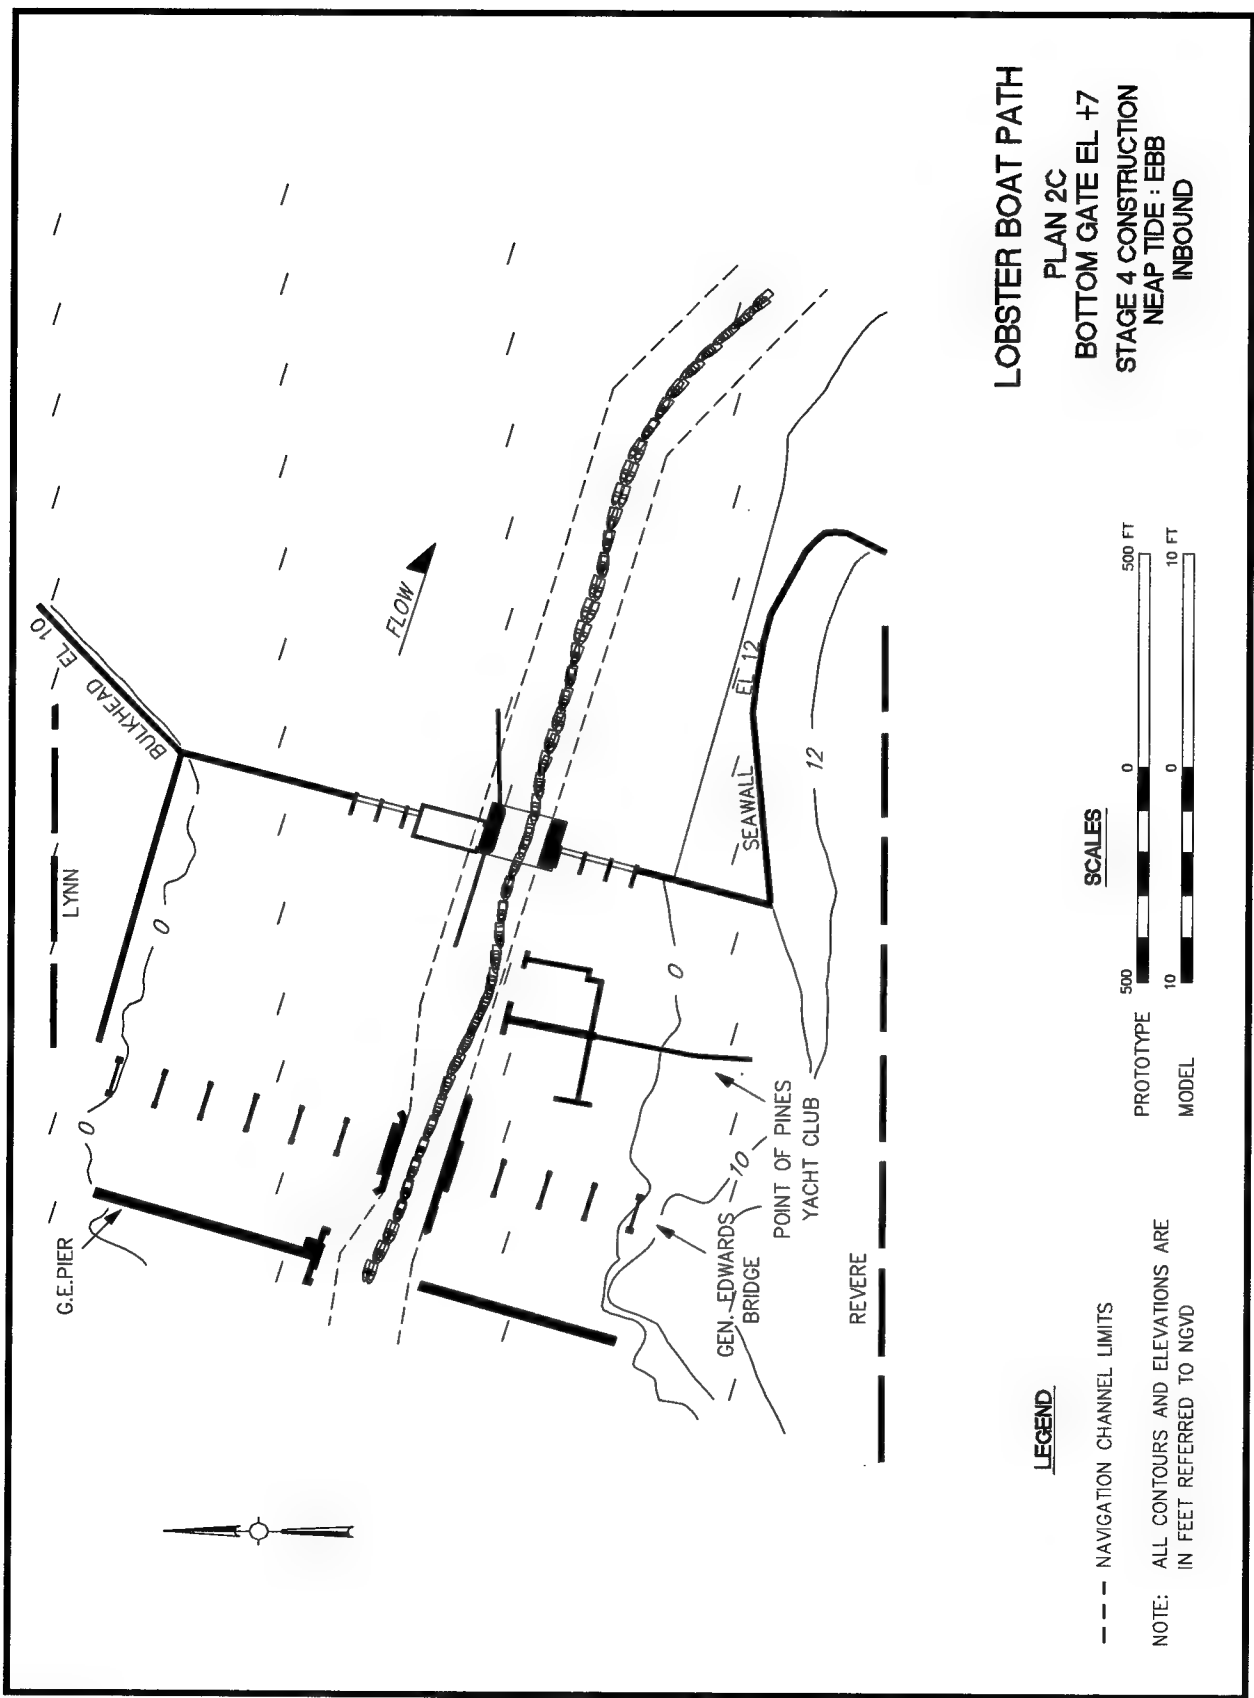 LYNN
BULKHEAD EL 10
0
0
G.E.PIER
FLOW
SEAWALL EL 12
12
0
10
POINT OF PINES
YACHT CLUB
GEN. EDWARDS
BRIDGE
REVERE
LEGEND
NAVIGATION CHANNEL LIMITS
NOTE: ALL CONTOURS AND ELEVATIONS ARE
IN FEET REFERRED TO NGVD
SCALES
PROTOTYPE 500 0 500 FT
MODEL 10 0 10 FT
LOBSTER BOAT PATH
PLAN 2C
BOTTOM GATE EL +7
STAGE 4 CONSTRUCTION
NEAP TIDE : EBB
INBOUND